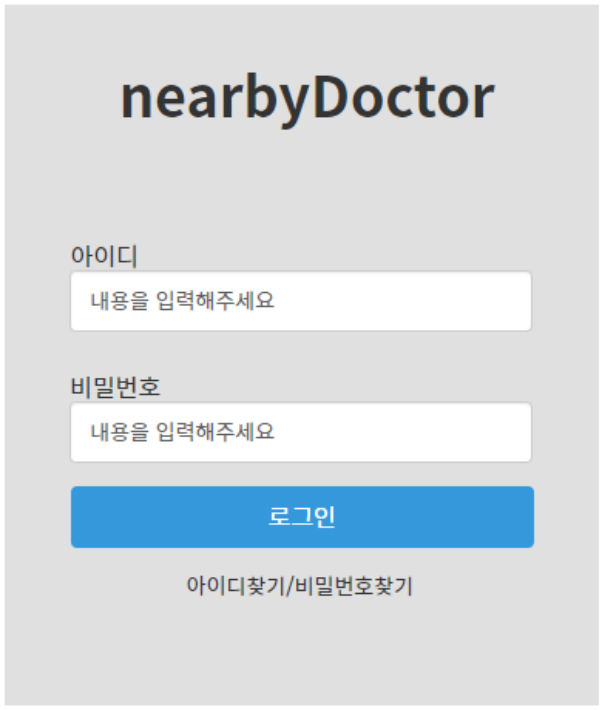 nearbyDoctor
아이디
내용을 입력해주세요
비밀번호
내용을 입력해주세요
로그인
아이디찾기/비밀번호찾기